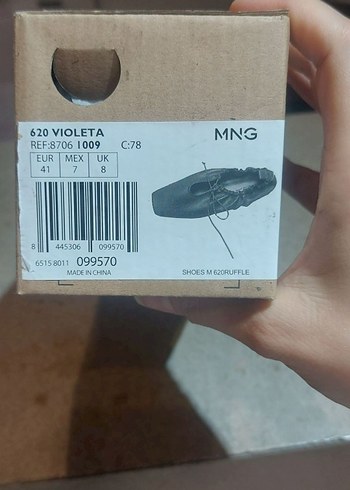 620 VIOLETA
MNG
REF:8706 1009 C:78
EUR MEX UK
41 7 8
8 445306 099570
6515 8011 099570
MADE IN CHINA
SHOES M 620RUFFLE